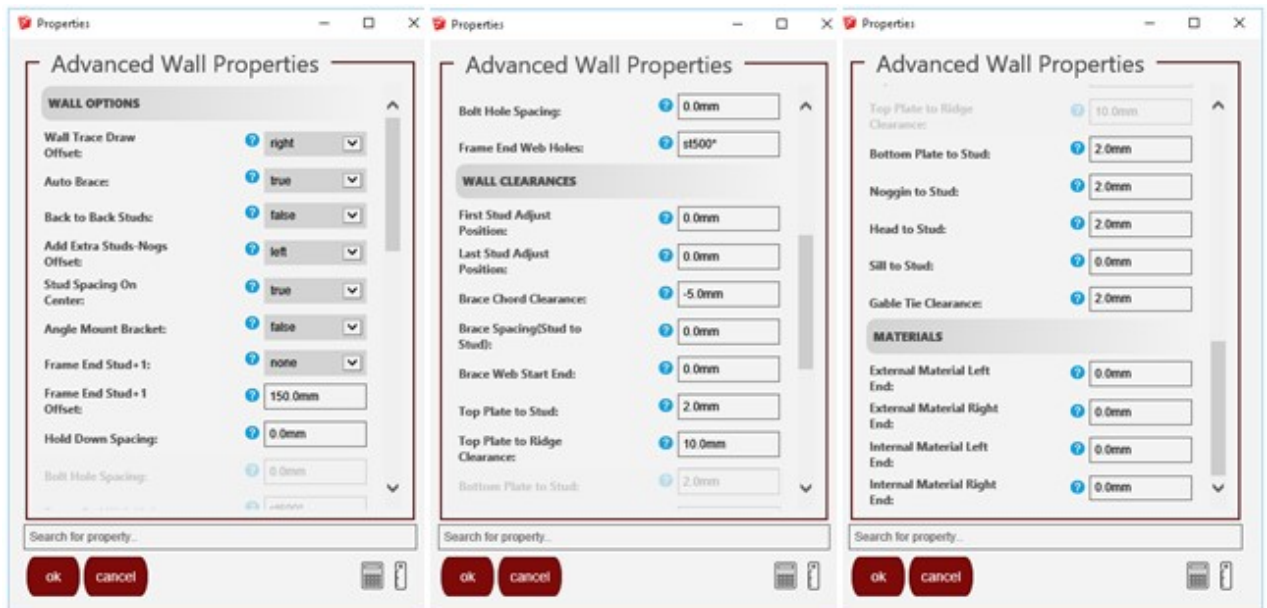 Properties
Advanced Wall Properties
WALL OPTIONS
Wall Trace Draw
Offset:
right
Auto Brace:
true
Back to Back Studs:
false
Add Extra Studs-Nogs
Offset:
left
Stud Spacing On
Center:
true
Angle Mount Bracket:
false
Frame End Stud+1:
none
Frame End Stud+1
Offset:
150.0mm
Hold Down Spacing:
0.0mm
Bolt Hole Spacing:
0.0mm
Search for property...
ok
cancel
Properties
Advanced Wall Properties
Bolt Hole Spacing:
0.0mm
Frame End Web Holes:
st500*
WALL CLEARANCES
First Stud Adjust
Position:
0.0mm
Last Stud Adjust
Position:
0.0mm
Brace Chord Clearance:
-5.0mm
Brace Spacing(Stud to
Stud):
0.0mm
Brace Web Start End:
0.0mm
Top Plate to Stud:
2.0mm
Top Plate to Ridge
Clearance:
10.0mm
Bottom Plate to Stud:
2.0mm
Search for property...
ok
cancel
Properties
Advanced Wall Properties
Top Plate to Ridge
Clearance:
10.0mm
Bottom Plate to Stud:
2.0mm
Noggin to Stud:
2.0mm
Head to Stud:
2.0mm
Sill to Stud:
0.0mm
Gable Tie Clearance:
2.0mm
MATERIALS
External Material Left
End:
0.0mm
External Material Right
End:
0.0mm
Internal Material Left
End:
0.0mm
Internal Material Right
End:
0.0mm
Search for property...
ok
cancel